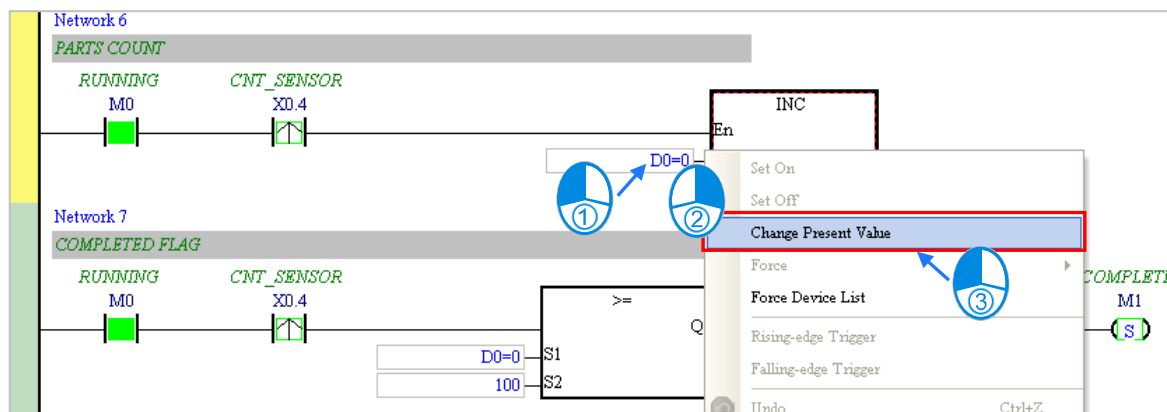 Network 6
PARTS COUNT
RUNNING CNT_SENSOR
M0 X0.4 INC
En
D0=0
① ②
Set On
Set Off
Change Present Value
Force
Force Device List
③
Rising-edge Trigger
Falling-edge Trigger
Undo Ctrl+Z
Network 7
COMPLETED FLAG
RUNNING CNT_SENSOR
M0 X0.4 >=
Q
D0=0 S1
100 S2
M1
S